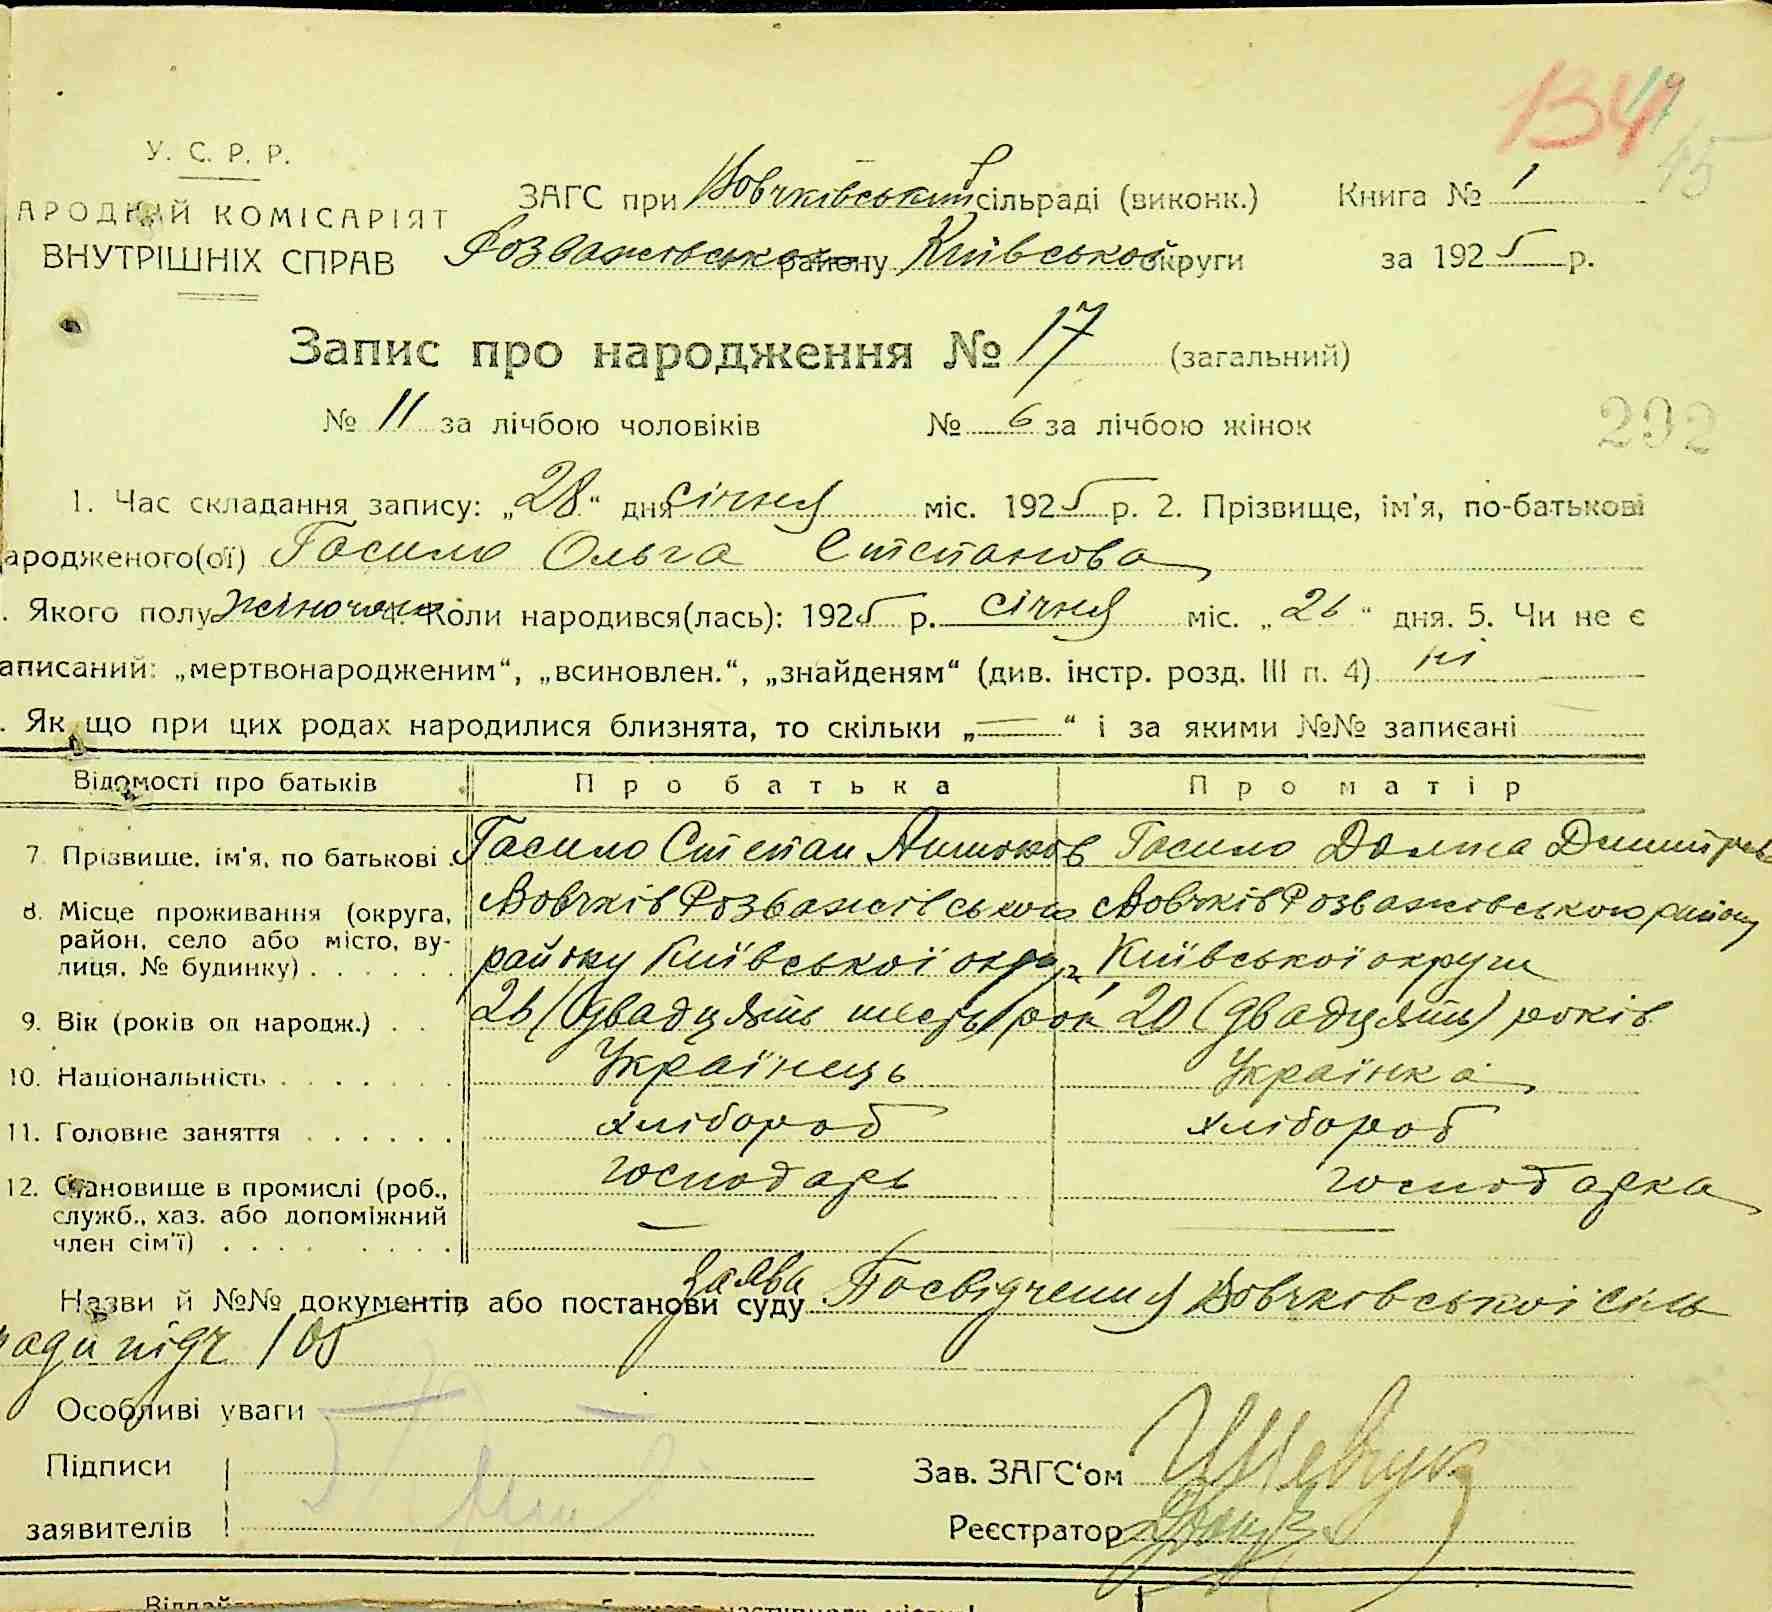 134
19
45
У. С. Р. Р.
АРОДНИЙ КОМІСАРІЯТ
ВНУТРІШНІХ СПРАВ
ЗАГС при Вовчківській сільраді (виконк.)
Книга № 1
Розважівського району Київської округи
за 1925 р.
Запис про народження № 17 (загальний)
№ 11 за лічбою чоловіків № 6 за лічбою жінок
292
1. Час складання запису: „28“ дня січня міс. 1925 р. 2. Прізвище, ім'я, по-батькові
ародженого(ої) Гасило Ольга Степанова
. Якого полу жіночого 4. Коли народився(лась): 1925 р. січня міс. „26“ дня. 5. Чи не є
аписаний: „мертвонародженим“, „всиновлен.“, „знайденям“ (див. інстр. розд. III п. 4) ні
. Як що при цих родах народилися близнята, то скільки „—“ і за якими №№ записані
Відомості про батьків Про батька Про матір
7. Прізвище, ім'я, по батькові Гасило Степан Гасило
8. Місце проживання (округа, район, село або місто, вулиця, № будинку) Вовчків Розважівського Вовчків Розважівського району
району Київської округ Київської округи
9. Вік (років од народж.) 26 (двадцять шість) рок 20 (двадцять) років
10. Національність Українець Українка
11. Головне заняття хлібороб хлібороб
12. Становище в промислі (роб., служб., хаз. або допоміжний член сім'ї) господарь господарка
Назви й №№ документів або постанови суду заява Посвідчення Вовчківської сіль
ради під ч 105
Особливі уваги
Підписи
заявителів
Зав. ЗАГС'ом Шевчук
Реєстратор